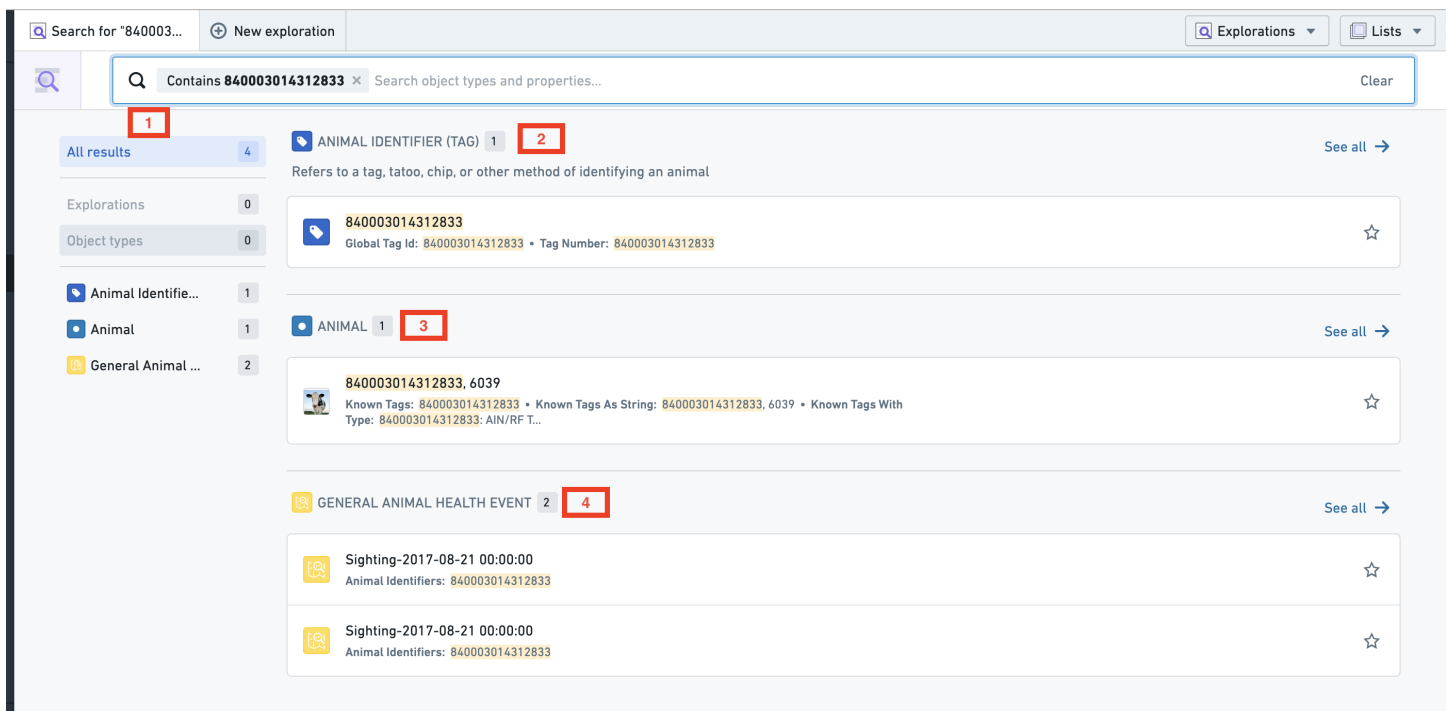 Search for "840003... New exploration Explorations Lists
Contains 840003014312833 × Search object types and properties... Clear
1
All results 4
Explorations 0
Object types 0
Animal Identifie... 1
Animal 1
General Animal ... 2
ANIMAL IDENTIFIER (TAG) 1 2 See all →
Refers to a tag, tatoo, chip, or other method of identifying an animal
840003014312833
Global Tag Id: 840003014312833 • Tag Number: 840003014312833
ANIMAL 1 3 See all →
840003014312833, 6039
Known Tags: 840003014312833 • Known Tags As String: 840003014312833, 6039 • Known Tags With
Type: 840003014312833: AIN/RF T...
GENERAL ANIMAL HEALTH EVENT 2 4 See all →
Sighting-2017-08-21 00:00:00
Animal Identifiers: 840003014312833
Sighting-2017-08-21 00:00:00
Animal Identifiers: 840003014312833